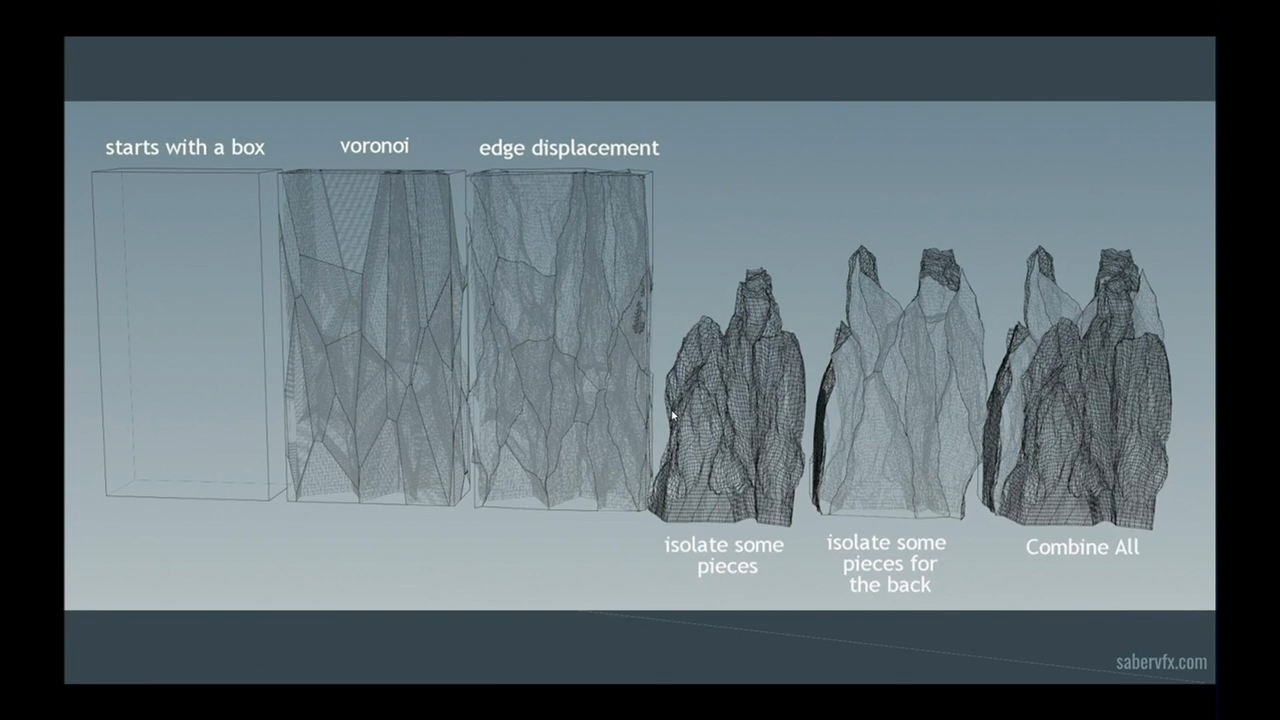 starts with a box
voronoi
edge displacement
isolate some
pieces
isolate some
pieces for
the back
Combine All
sabervfx.com